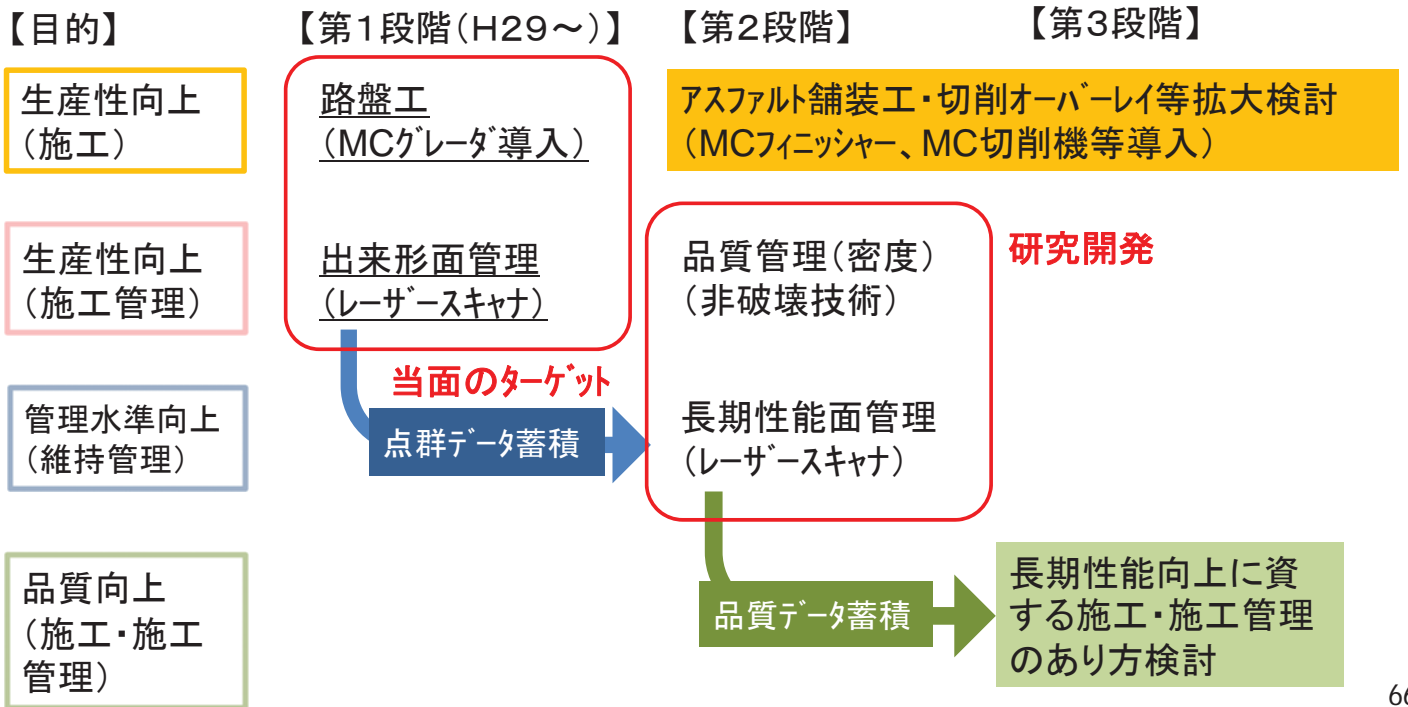 【目的】
【第1段階(H29～)】
【第2段階】
【第3段階】
生産性向上
(施工)
路盤工
(MCグレーダ導入)
アスファルト舗装工・切削オーバーレイ等拡大検討
(MCフィニッシャー、MC切削機等導入)
生産性向上
(施工管理)
出来形面管理
(レーザースキャナ)
品質管理(密度)
(非破壊技術)
研究開発
当面のターゲット
管理水準向上
(維持管理)
点群データ蓄積
長期性能面管理
(レーザースキャナ)
品質向上
(施工・施工
管理)
品質データ蓄積
長期性能向上に資
する施工・施工管理
のあり方検討
66